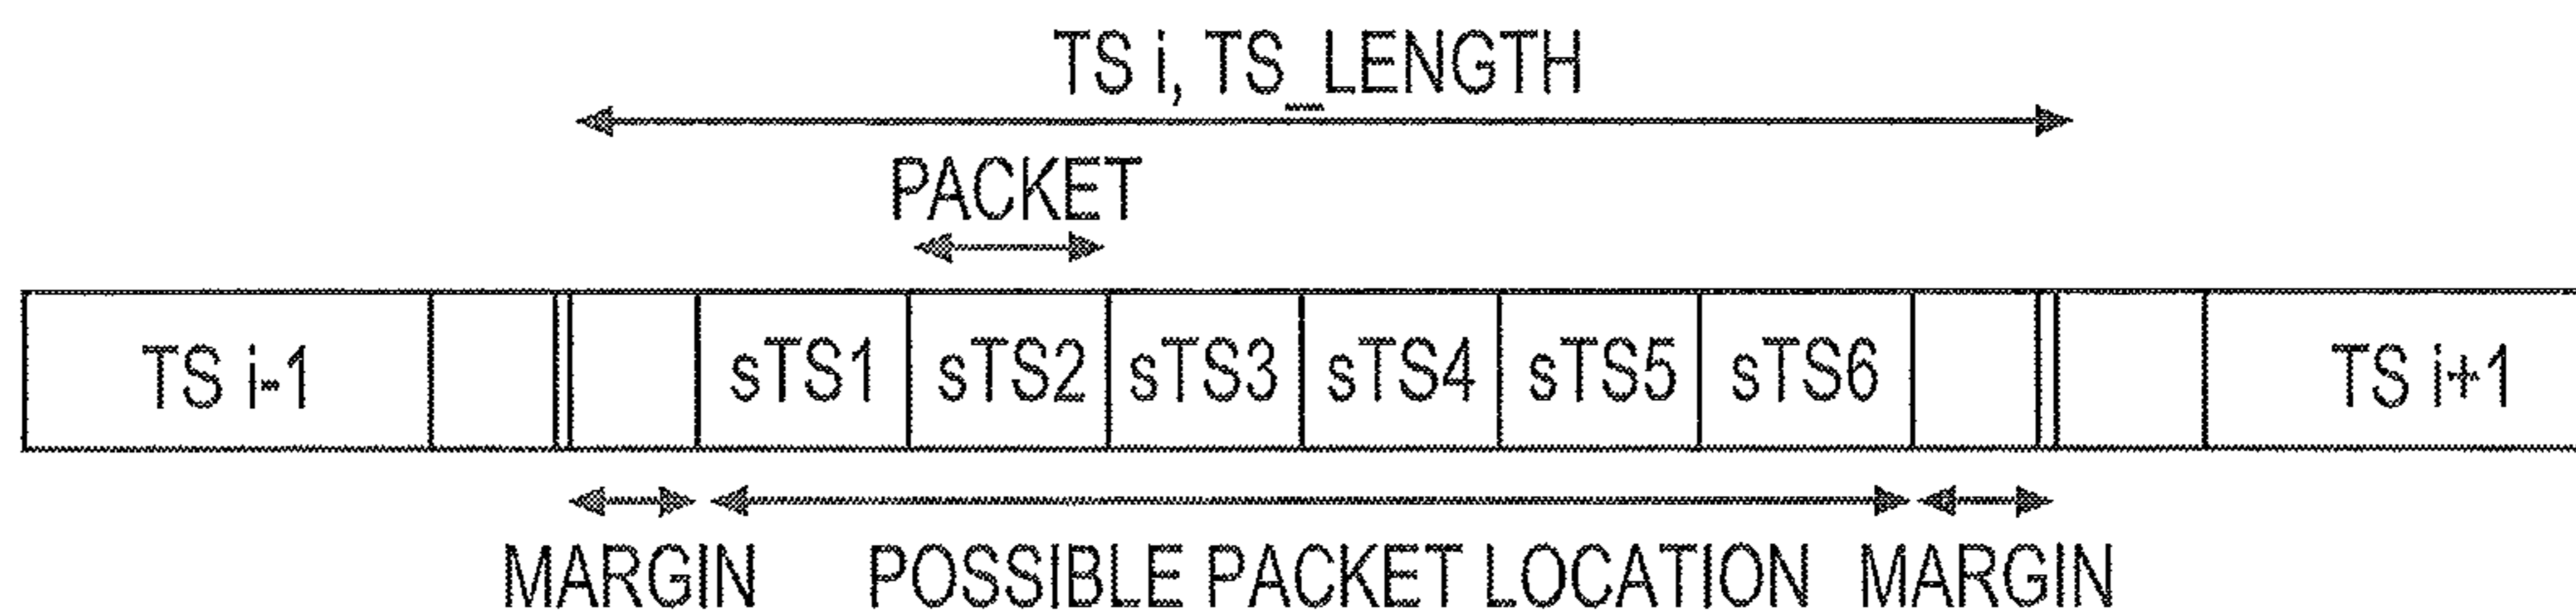 TS i, TS_LENGTH
PACKET
TS i-1 sTS1 sTS2 sTS3 sTS4 sTS5 sTS6 TS i+1
MARGIN POSSIBLE PACKET LOCATION MARGIN